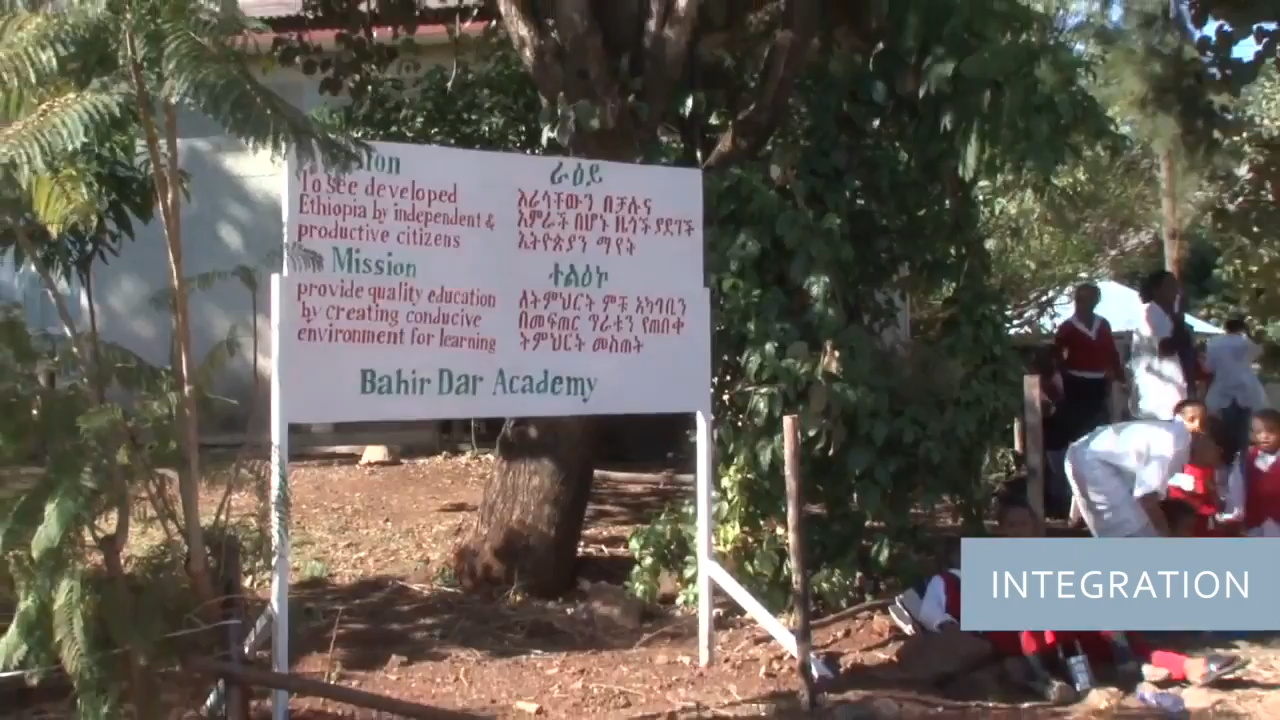 Vision
To see developed
Ethiopia by independent &
productive citizens
Mission
provide quality education
by creating conducive
environment for learning
ራዕይ
እራሳቸውን በቻሉና
አምራች በሆኑ ዜጎች ያደገች
ኢትዮጵያን ማየት
ተልዕኮ
ለትምህርት ምቹ አካባቢን
በመፍጠር ጥራቱን የጠበቀ
ትምህርት መስጠት
Bahir Dar Academy
INTEGRATION